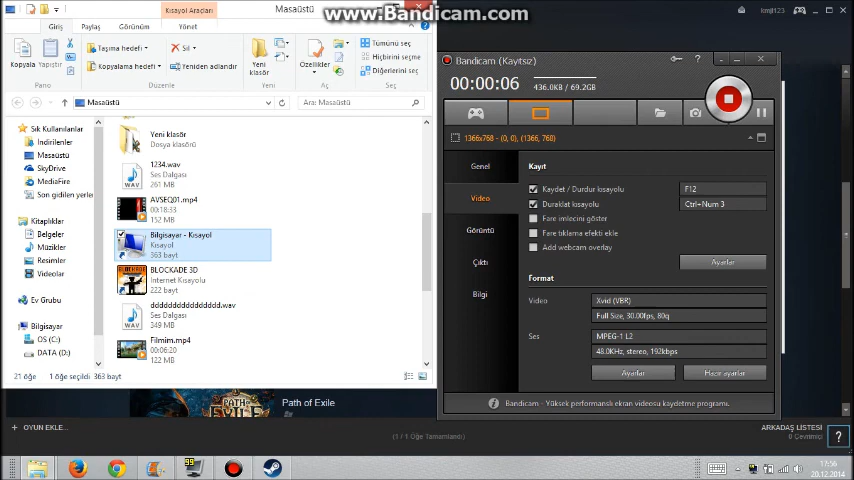 www.Bandicam.com
Kısayol Araçları
Masaüstü
Giriş
Paylaş
Görünüm
Yönet
Kopyala
Yapıştır
Taşıma hedefi
Kopyalama hedefi
Sil
Yeniden adlandır
Yeni
klasör
Özellikler
Tümünü seç
Hiçbirini seçme
Diğerlerini seç
Pano
Düzenle
Yeni
Aç
Seç
Masaüstü
Ara: Masaüstü
Sık Kullanılanlar
İndirilenler
Masaüstü
SkyDrive
MediaFire
Son gidilen yerler
Kitaplıklar
Belgeler
Müzikler
Resimler
Videolar
Ev Grubu
Bilgisayar
OS (C:)
DATA (D:)
Yeni klasör
Dosya klasörü
1234.wav
Ses Dalgası
261 MB
AVSEQ01.mp4
00:18:33
152 MB
Bilgisayar - Kısayol
Kısayol
363 bayt
BLOCKADE 3D
İnternet Kısayolu
222 bayt
Ses Dalgası
349 MB
Filmim.mp4
00:06:20
122 MB
21 öğe
1 öğe seçildi 363 bayt
kmj123
Bandicam (Kayıtsız)
00:00:06
436.0KB / 69.2GB
1366x768 - (0, 0), (1366, 768)
Genel
Video
Görüntü
Çıktı
Bilgi
Kayıt
Kaydet / Durdur kısayolu
F12
Duraklat kısayolu
Ctrl+Num 3
Fare imlecini göster
Fare tıklama efekti ekle
Add webcam overlay
Ayarlar
Format
Video
Xvid (VBR)
Full Size, 30.00fps, 80q
Ses
MPEG-1 L2
48.0KHz, stereo, 192kbps
Ayarlar
Hazır ayarlar
Bandicam - Yüksek performanslı ekran videosu kaydetme programı.
Path of Exile
OYUN EKLE...
(1 / 1 Öğe Tamamlandı)
ARKADAŞ LİSTESİ
0 Çevrimiçi
99
17:56
20.12.2014